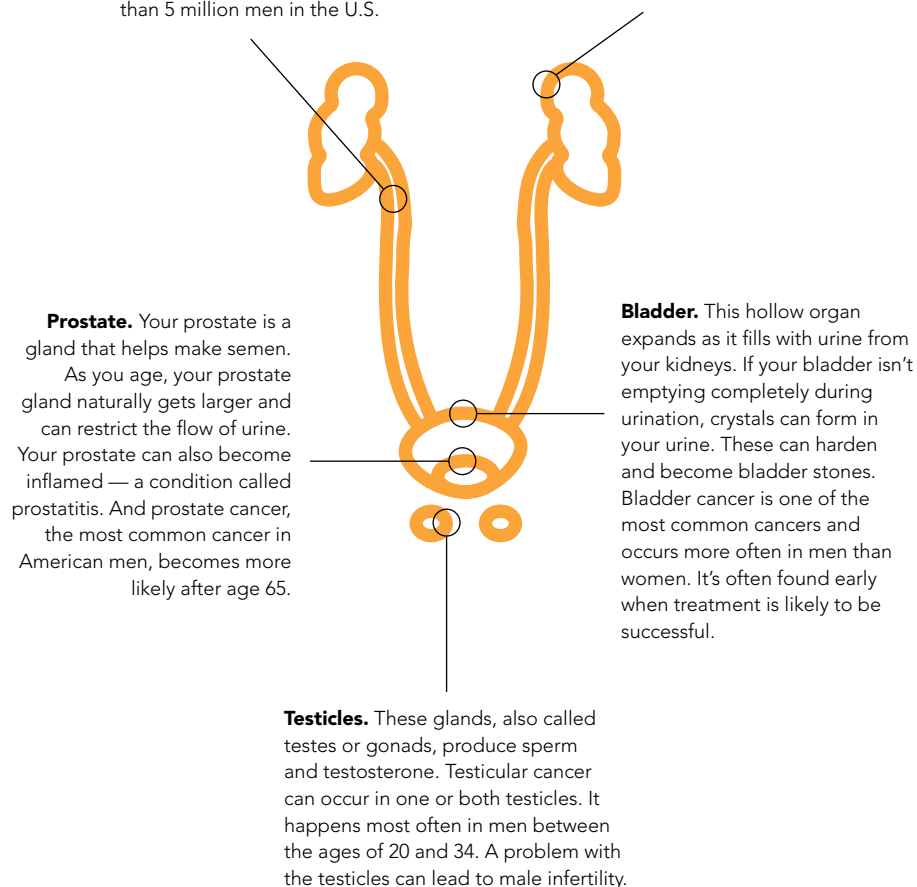 than 5 million men in the U.S.
Prostate. Your prostate is a
gland that helps make semen.
As you age, your prostate
gland naturally gets larger and
can restrict the flow of urine.
Your prostate can also become
inflamed — a condition called
prostatitis. And prostate cancer,
the most common cancer in
American men, becomes more
likely after age 65.
Bladder. This hollow organ
expands as it fills with urine from
your kidneys. If your bladder isn’t
emptying completely during
urination, crystals can form in
your urine. These can harden
and become bladder stones.
Bladder cancer is one of the
most common cancers and
occurs more often in men than
women. It’s often found early
when treatment is likely to be
successful.
Testicles. These glands, also called
testes or gonads, produce sperm
and testosterone. Testicular cancer
can occur in one or both testicles. It
happens most often in men between
the ages of 20 and 34. A problem with
the testicles can lead to male infertility.